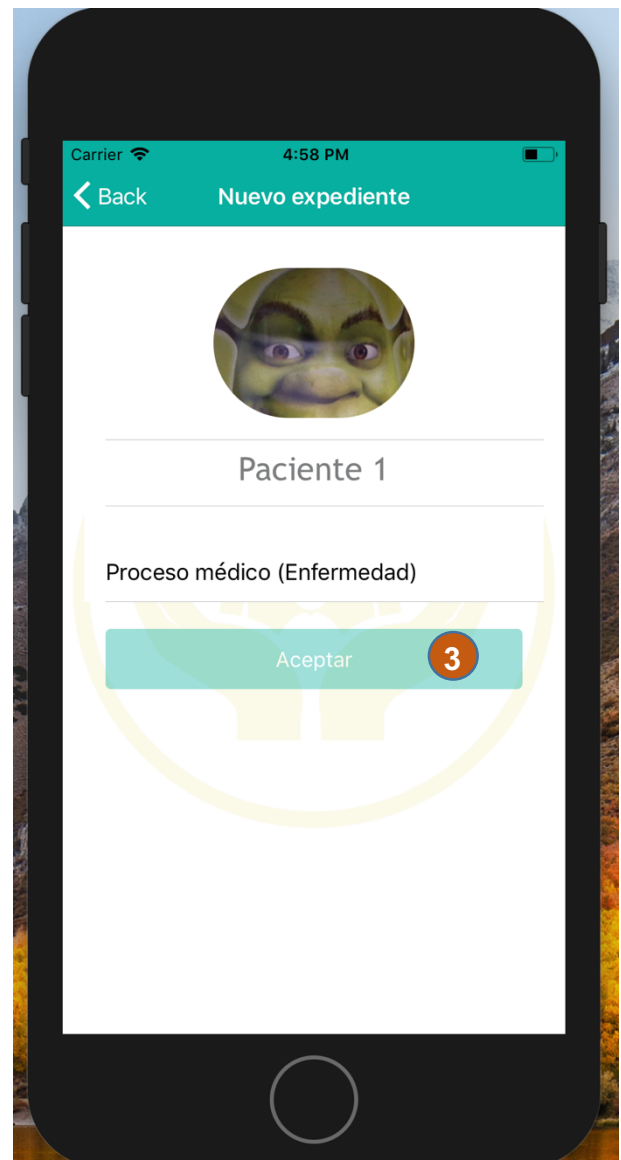 Carrier 4:58 PM
Back Nuevo expediente
Paciente 1
Proceso médico (Enfermedad)
Aceptar 3